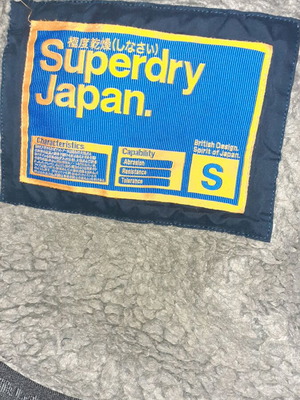 極度乾燥(しなさい)
Superdry
Japan.
Characteristics
Capability
Abrasion
Resistance
Tolerance
British Design.
Spirit of Japan.
S